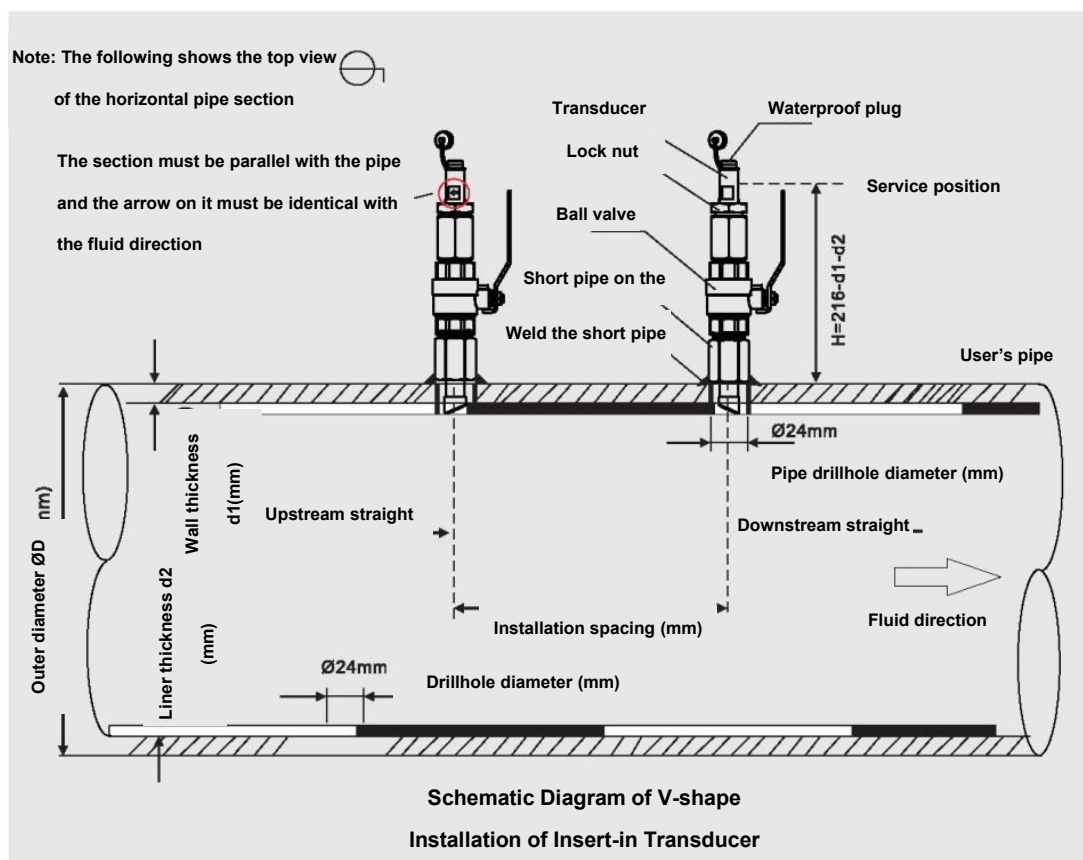 Note: The following shows the top view
of the horizontal pipe section
The section must be parallel with the pipe
and the arrow on it must be identical with
the fluid direction
Transducer
Waterproof plug
Lock nut
Service position
Ball valve
Short pipe on the
Weld the short pipe
H=216-d1-d2
User's pipe
Ø24mm
Pipe drillhole diameter (mm)
Wall thickness
d1(mm)
Upstream straight
Downstream straight
Outer diameter ØD
Liner thickness d2
(mm)
Installation spacing (mm)
Fluid direction
Ø24mm
Drillhole diameter (mm)
Schematic Diagram of V-shape
Installation of Insert-in Transducer